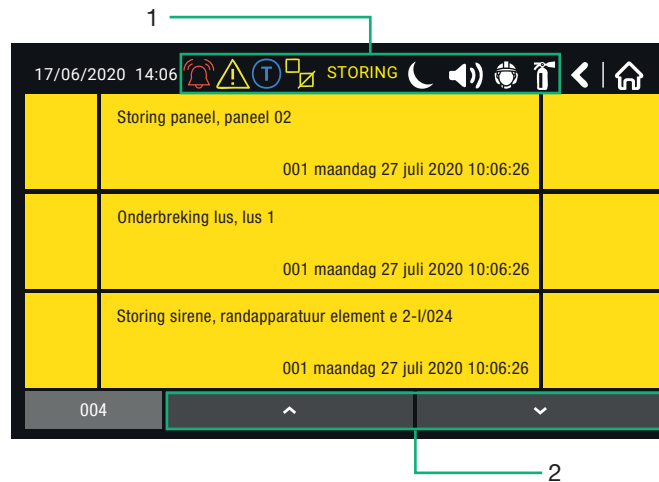 1
17/06/2020 14:06 T STORING
Storing paneel, paneel 02
001 maandag 27 juli 2020 10:06:26
Onderbreking lus, lus 1
001 maandag 27 juli 2020 10:06:26
Storing sirene, randapparatuur element e 2-I/024
001 maandag 27 juli 2020 10:06:26
004
2